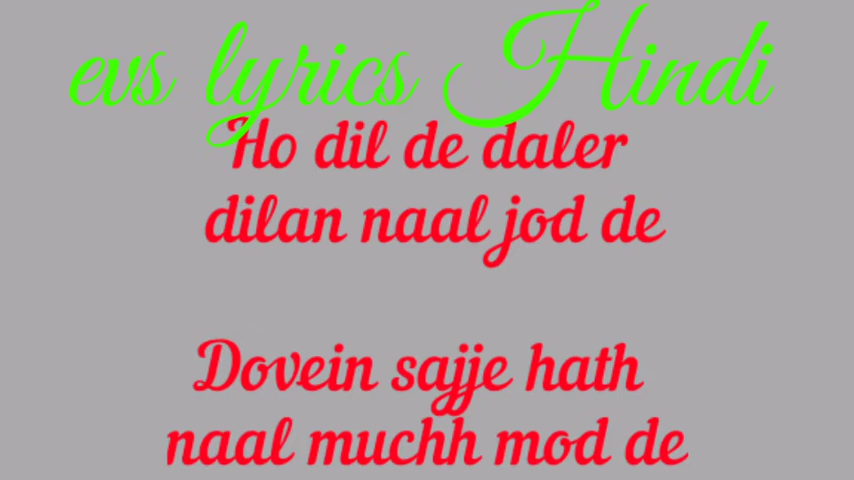 evs lyrics Hindi
Ho dil de daler
dilan naal jod de
Dovein sajje hath
naal muchh mod de